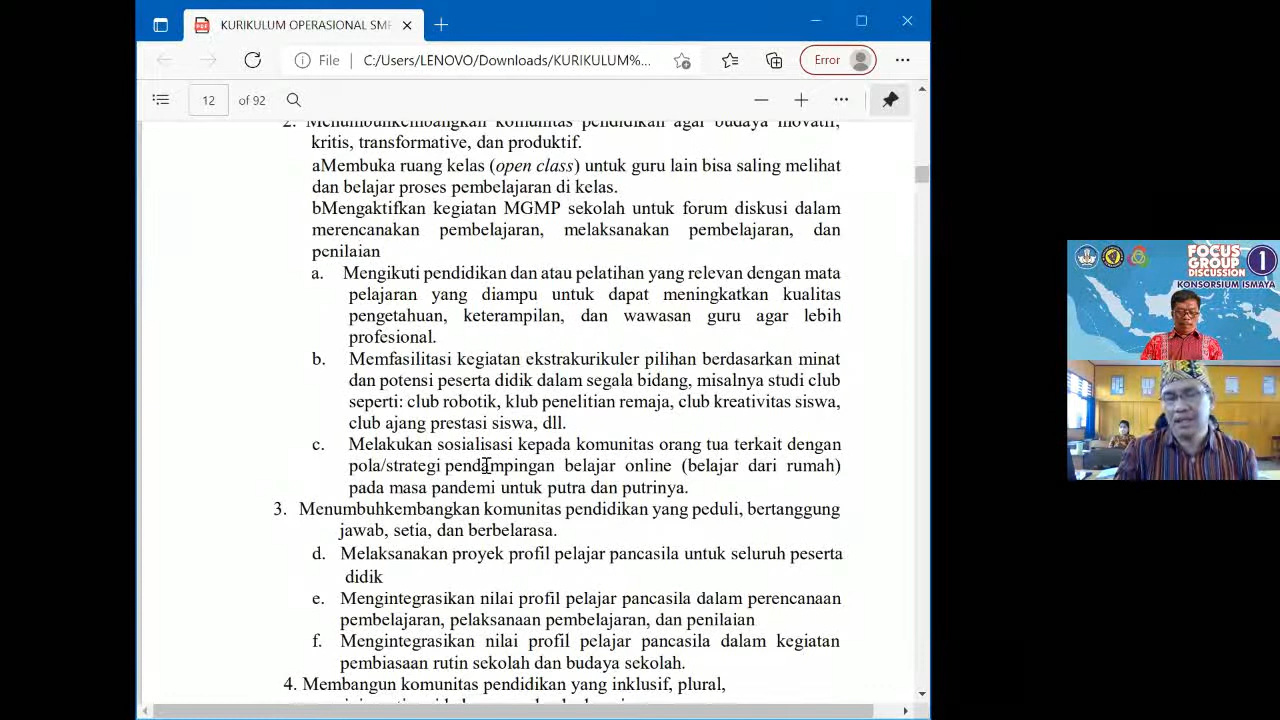 KURIKULUM OPERASIONAL SM
File C:/Users/LENOVO/Downloads/KURIKULUM%... Error
12 of 92
2. Menumbuhkembangkan komunitas pendidikan agar budaya inovatif,
kritis, transformative, dan produktif.
aMembuka ruang kelas (open class) untuk guru lain bisa saling melihat
dan belajar proses pembelajaran di kelas.
bMengaktifkan kegiatan MGMP sekolah untuk forum diskusi dalam
merencanakan pembelajaran, melaksanakan pembelajaran, dan
penilaian
a. Mengikuti pendidikan dan atau pelatihan yang relevan dengan mata
pelajaran yang diampu untuk dapat meningkatkan kualitas
pengetahuan, keterampilan, dan wawasan guru agar lebih
profesional.
b. Memfasilitasi kegiatan ekstrakurikuler pilihan berdasarkan minat
dan potensi peserta didik dalam segala bidang, misalnya studi club
seperti: club robotik, klub penelitian remaja, club kreativitas siswa,
club ajang prestasi siswa, dll.
c. Melakukan sosialisasi kepada komunitas orang tua terkait dengan
pola/strategi pendampingan belajar online (belajar dari rumah)
pada masa pandemi untuk putra dan putrinya.
3. Menumbuhkembangkan komunitas pendidikan yang peduli, bertanggung
jawab, setia, dan berbelarasa.
d. Melaksanakan proyek profil pelajar pancasila untuk seluruh peserta
didik
e. Mengintegrasikan nilai profil pelajar pancasila dalam perencanaan
pembelajaran, pelaksanaan pembelajaran, dan penilaian
f. Mengintegrasikan nilai profil pelajar pancasila dalam kegiatan
pembiasaan rutin sekolah dan budaya sekolah.
4. Membangun komunitas pendidikan yang inklusif, plural,
FOCUS
GROUP
DISCUSSION
1
KONSORSIUM ISMAYA